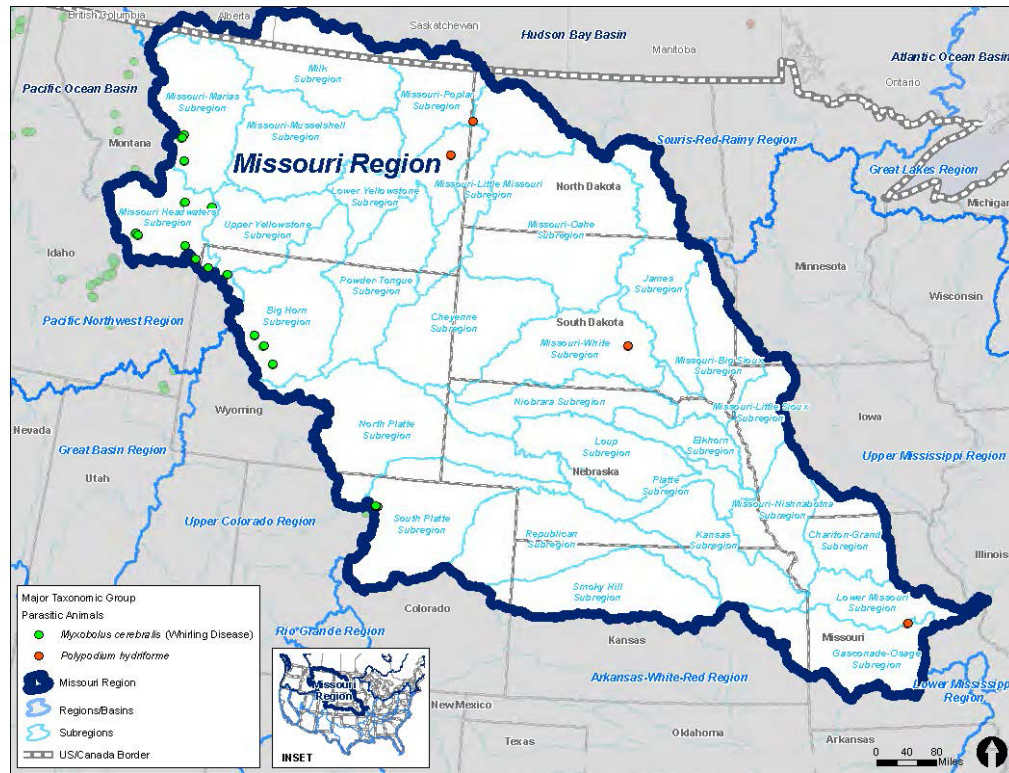 British Columbia
Alberta
Saskatchewan
Hudson Bay Basin
Manitoba
Atlantic Ocean Basin
Ontario
Pacific Ocean Basin
Milk
Subregion
Missouri-Marias
Subregion
Missouri-Poplar
Subregion
Missouri-Musselshell
Subregion
Montana
Souris-Red-Rainy Region
Great Lakes Region
Missouri Region
Michigan
North Dakota
Missouri-Little Missouri
Subregion
Lower Yellowstone
Subregion
Missouri Headwaters
Subregion
Upper Yellowstone
Subregion
Missouri-Oahe
Subregion
Idaho
Minnesota
Powder-Tongue
Subregion
James
Subregion
Wisconsin
Big Horn
Subregion
Cheyenne
Subregion
South Dakota
Pacific Northwest Region
Missouri-White
Subregion
Missouri-Big Sioux
Subregion
Niobrara Subregion
Missouri-Little Sioux
Subregion
Wyoming
Iowa
Nevada
North Platte
Subregion
Great Basin Region
Loup
Subregion
Elkhorn
Subregion
Upper Mississippi Region
Nebraska
Utah
Platte
Subregion
Missouri-Nishnabotna
Subregion
Upper Colorado Region
South Platte
Subregion
Republican
Subregion
Kansas
Subregion
Chariton-Grand
Subregion
Illinois
Smoky Hill
Subregion
Lower Missouri
Subregion
Colorado
Rio Grande Region
Kansas
Missouri
Gasconade-Osage
Subregion
Arkansas-White-Red Region
Lower Mississippi
Region
New Mexico
Oklahoma
Texas
Arkansas
Major Taxonomic Group
Parasitic Animals
Myxobolus cerebralis (Whirling Disease)
Polypodium hydriforme
Missouri Region
Regions/Basins
Subregions
US/Canada Border
Missouri
Region
INSET
0 40 80
Miles